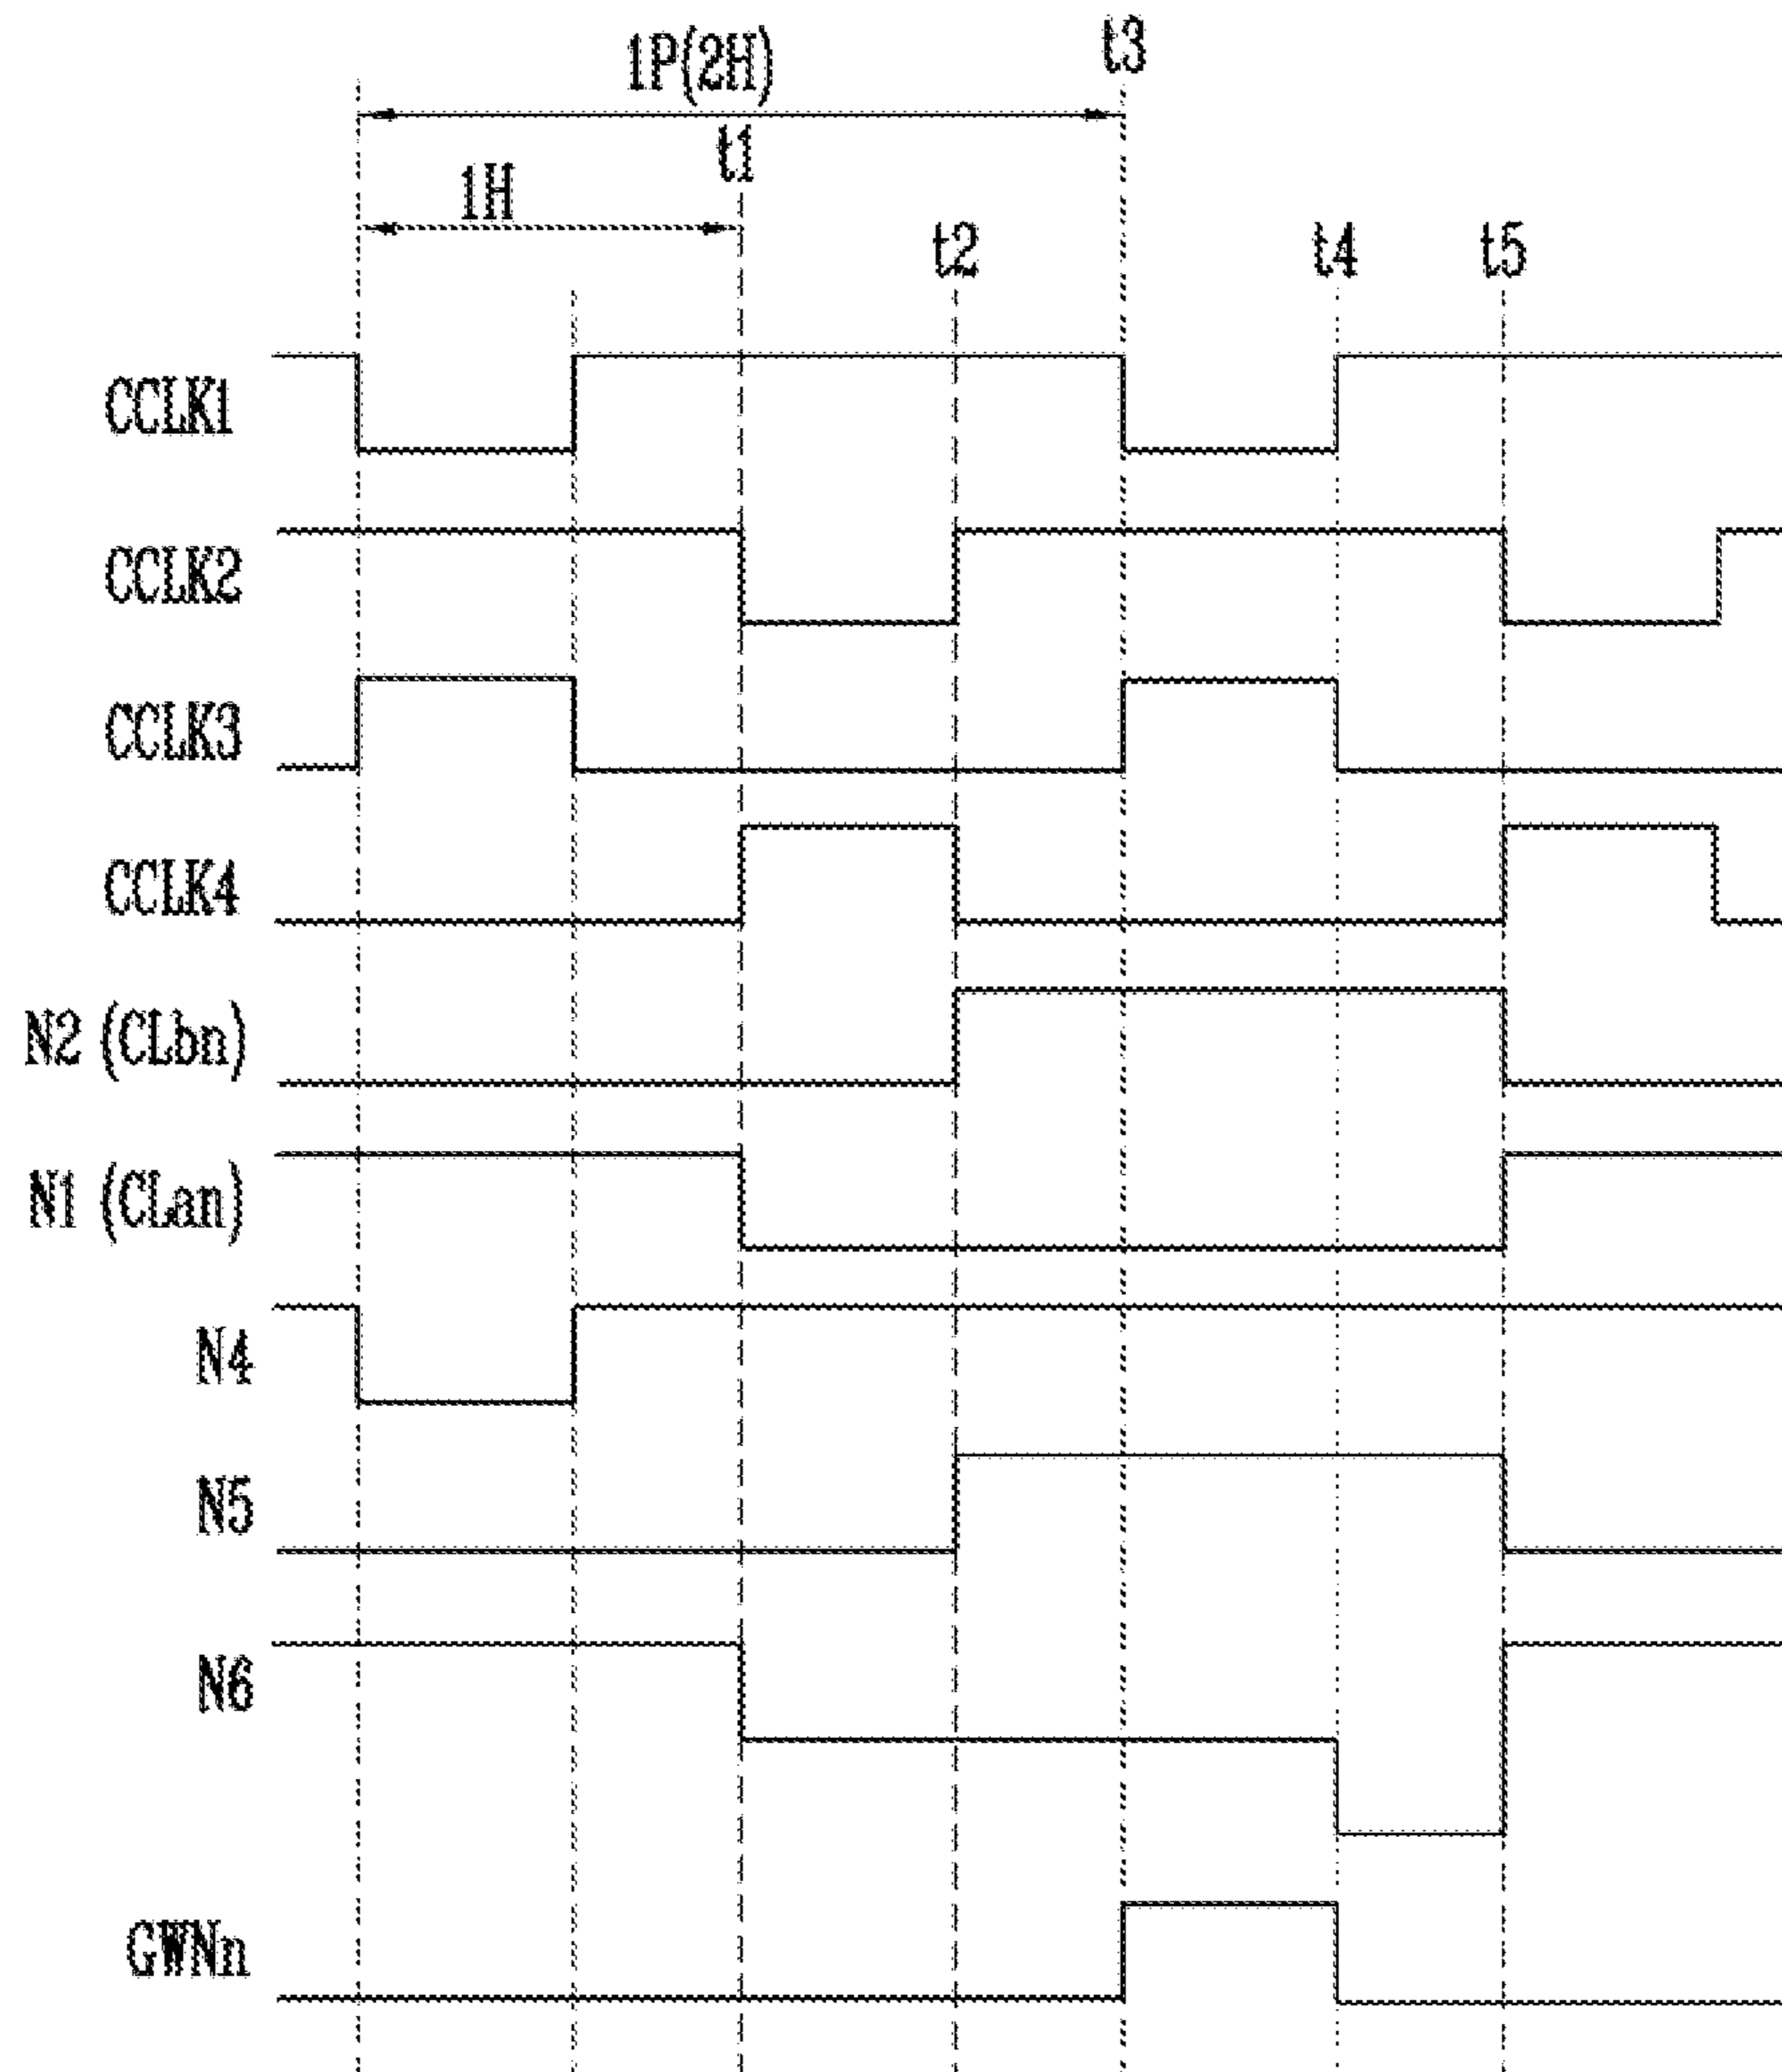 t3
1P(2H)
t1
1H
t2
t4
t5
CCLK1
CCLK2
CCLK3
CCLK4
N2 (CLbn)
N1 (CLan)
N4
N5
N6
GWNn